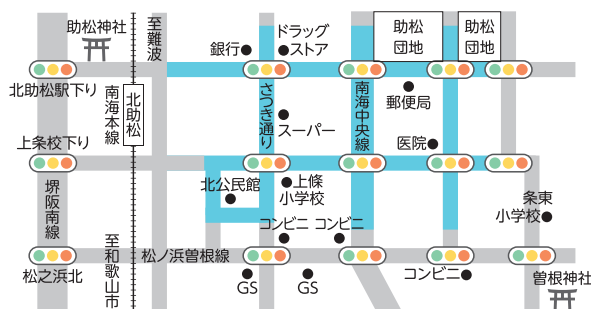 助松神社
至難波
ドラッグ
ストア
銀行
助松
団地
助松
団地
北助松駅下り
南海本線
北助松
さつき通り
南海中央線
郵便局
スーパー
上条校下り
医院
北公民館
上條
小学校
堺阪南線
条東
小学校
コンビニ
コンビニ
至和歌山市
松ノ浜曽根線
松之浜北
GS
GS
コンビニ
曽根神社